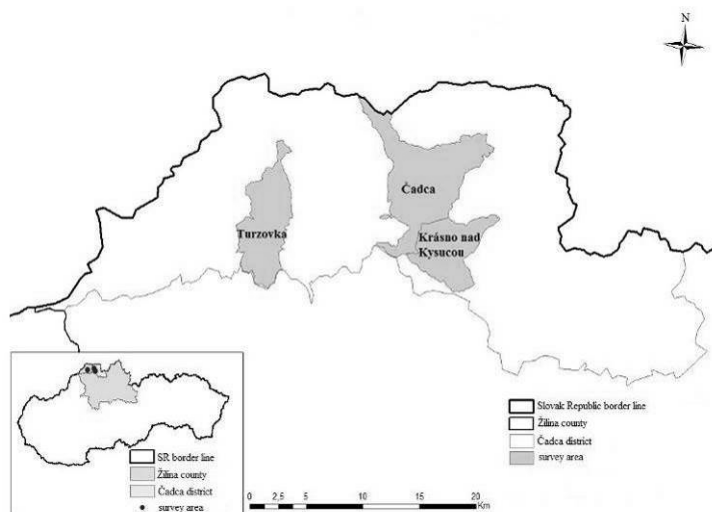 N
Čadca
Turzovka
Krásno nad
Kysucou
SR border line
Žilina county
Čadca district
survey area
Slovak Republic border line
Žilina county
Čadca district
survey area
0 2,5 5 10 15 20
Km